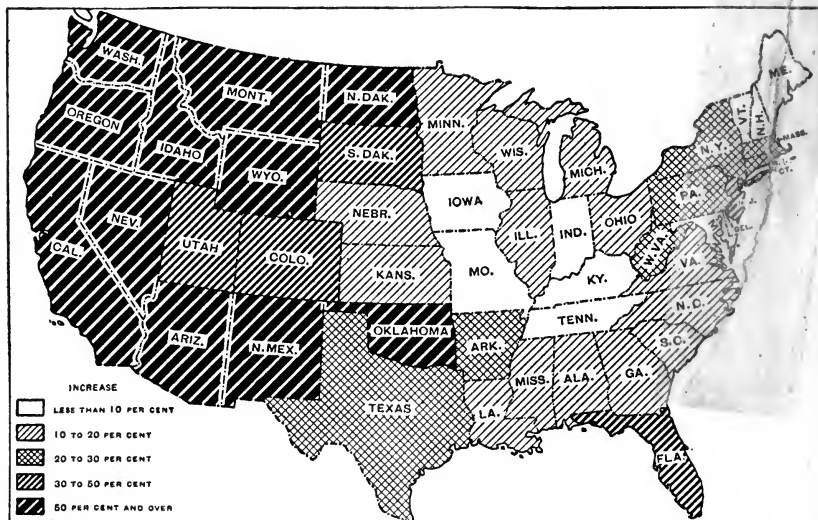 WASH.
MONT.
N.DAK.
ME.
VT.
N.H.
OREGON
IDAHO
MINN.
MASS.
N.Y.
S.DAK.
WIS.
WYO.
MICH.
CT.
PA.
IOWA
NEBR.
NEV.
OHIO
IND.
ILL.
J.
DEL.
UTAH
W.VA.
CAL.
COLO.
VA.
KANS.
MO.
KY.
N.C.
TENN.
OKLAHOMA
ARIZ.
N.MEX.
ARK.
S.C.
MISS.
ALA.
GA.
TEXAS
LA.
FLA.
INCREASE
LESS THAN 10 PER CENT
10 TO 20 PER CENT
20 TO 30 PER CENT
30 TO 50 PER CENT
50 PER CENT AND OVER